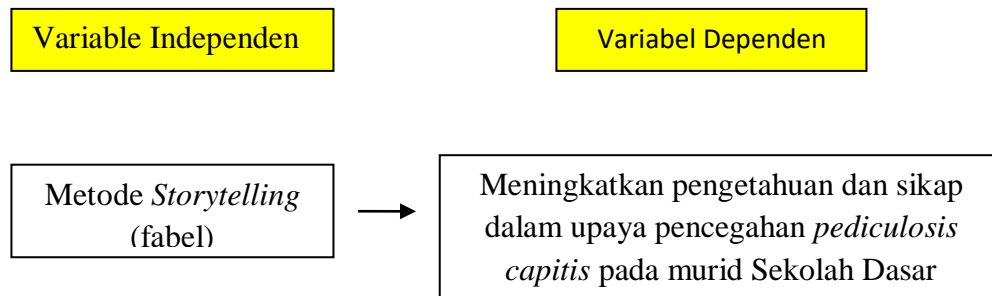 Variable Independen
Variabel Dependen
Metode Storytelling
(fabel)
Meningkatkan pengetahuan dan sikap
dalam upaya pencegahan pediculosis
capitis pada murid Sekolah Dasar